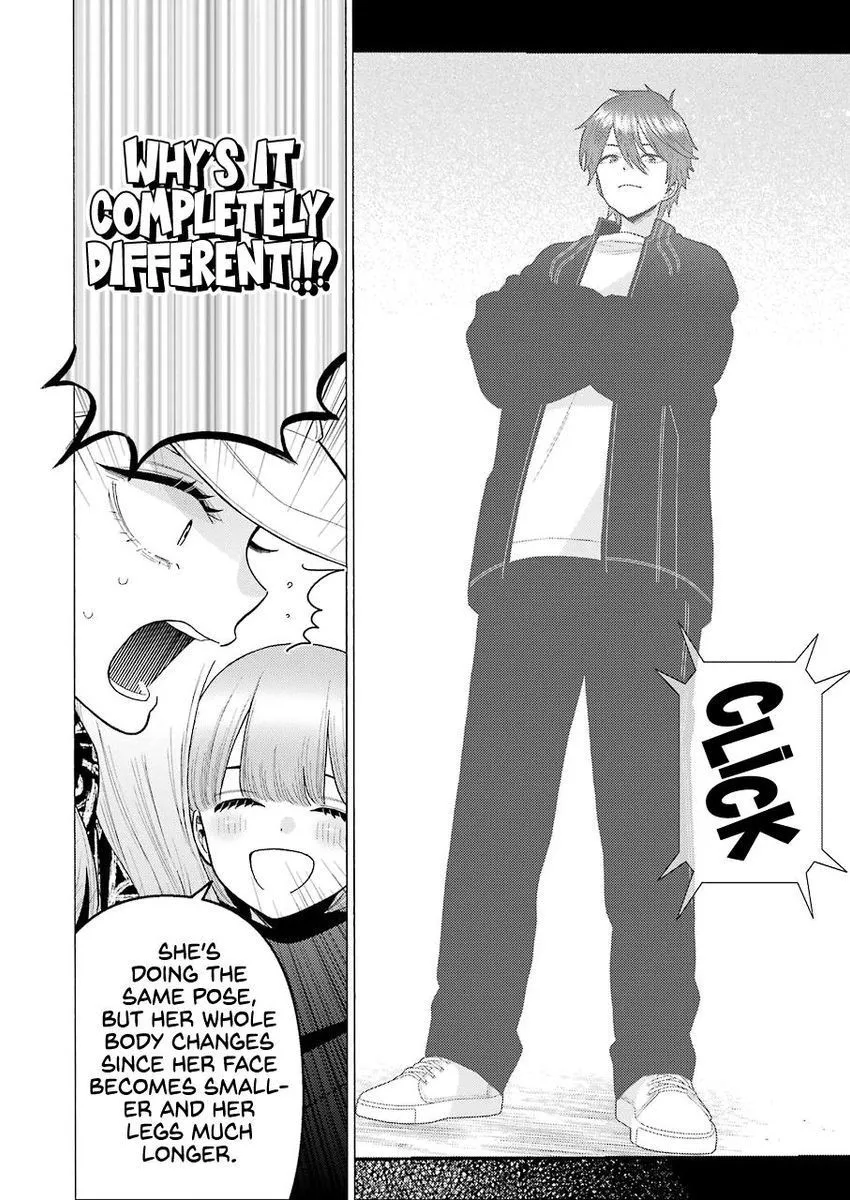 CLICK
WHY'S IT
COMPLETELY
DIFFERENT!!!?
SHE'S
DOING THE
SAME POSE,
BUT HER WHOLE
BODY CHANGES
SINCE HER FACE
BECOMES SMALL-
ER AND HER
LEGS MUCH
LONGER.